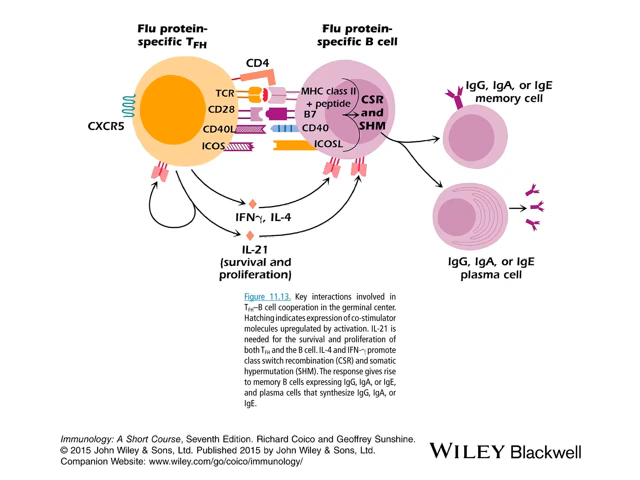 Flu protein-
specific TFH
Flu protein-
specific B cell
CD4
TCR
CD28
CXCR5
CD40L
ICOS
MHC class II
+ peptide
B7
CD40
ICOSL
CSR
and
SHM
IgG, IgA, or IgE
memory cell
IFN-γ, IL-4
IL-21
(survival and
proliferation)
IgG, IgA, or IgE
plasma cell
Figure 11.13. Key interactions involved in
TFH–B cell cooperation in the germinal center.
Hatching indicates expression of co-stimulator
molecules upregulated by activation. IL-21 is
needed for the survival and proliferation of
both TFH and the B cell. IL-4 and IFN-γ promote
class switch recombination (CSR) and somatic
hypermutation (SHM). The response gives rise
to memory B cells expressing IgG, IgA, or IgE,
and plasma cells that synthesize IgG, IgA, or
IgE.
Immunology: A Short Course, Seventh Edition. Richard Coico and Geoffrey Sunshine.
© 2015 John Wiley & Sons, Ltd. Published 2015 by John Wiley & Sons, Ltd.
Companion Website: www.wiley.com/go/coico/immunology/
WILEY Blackwell